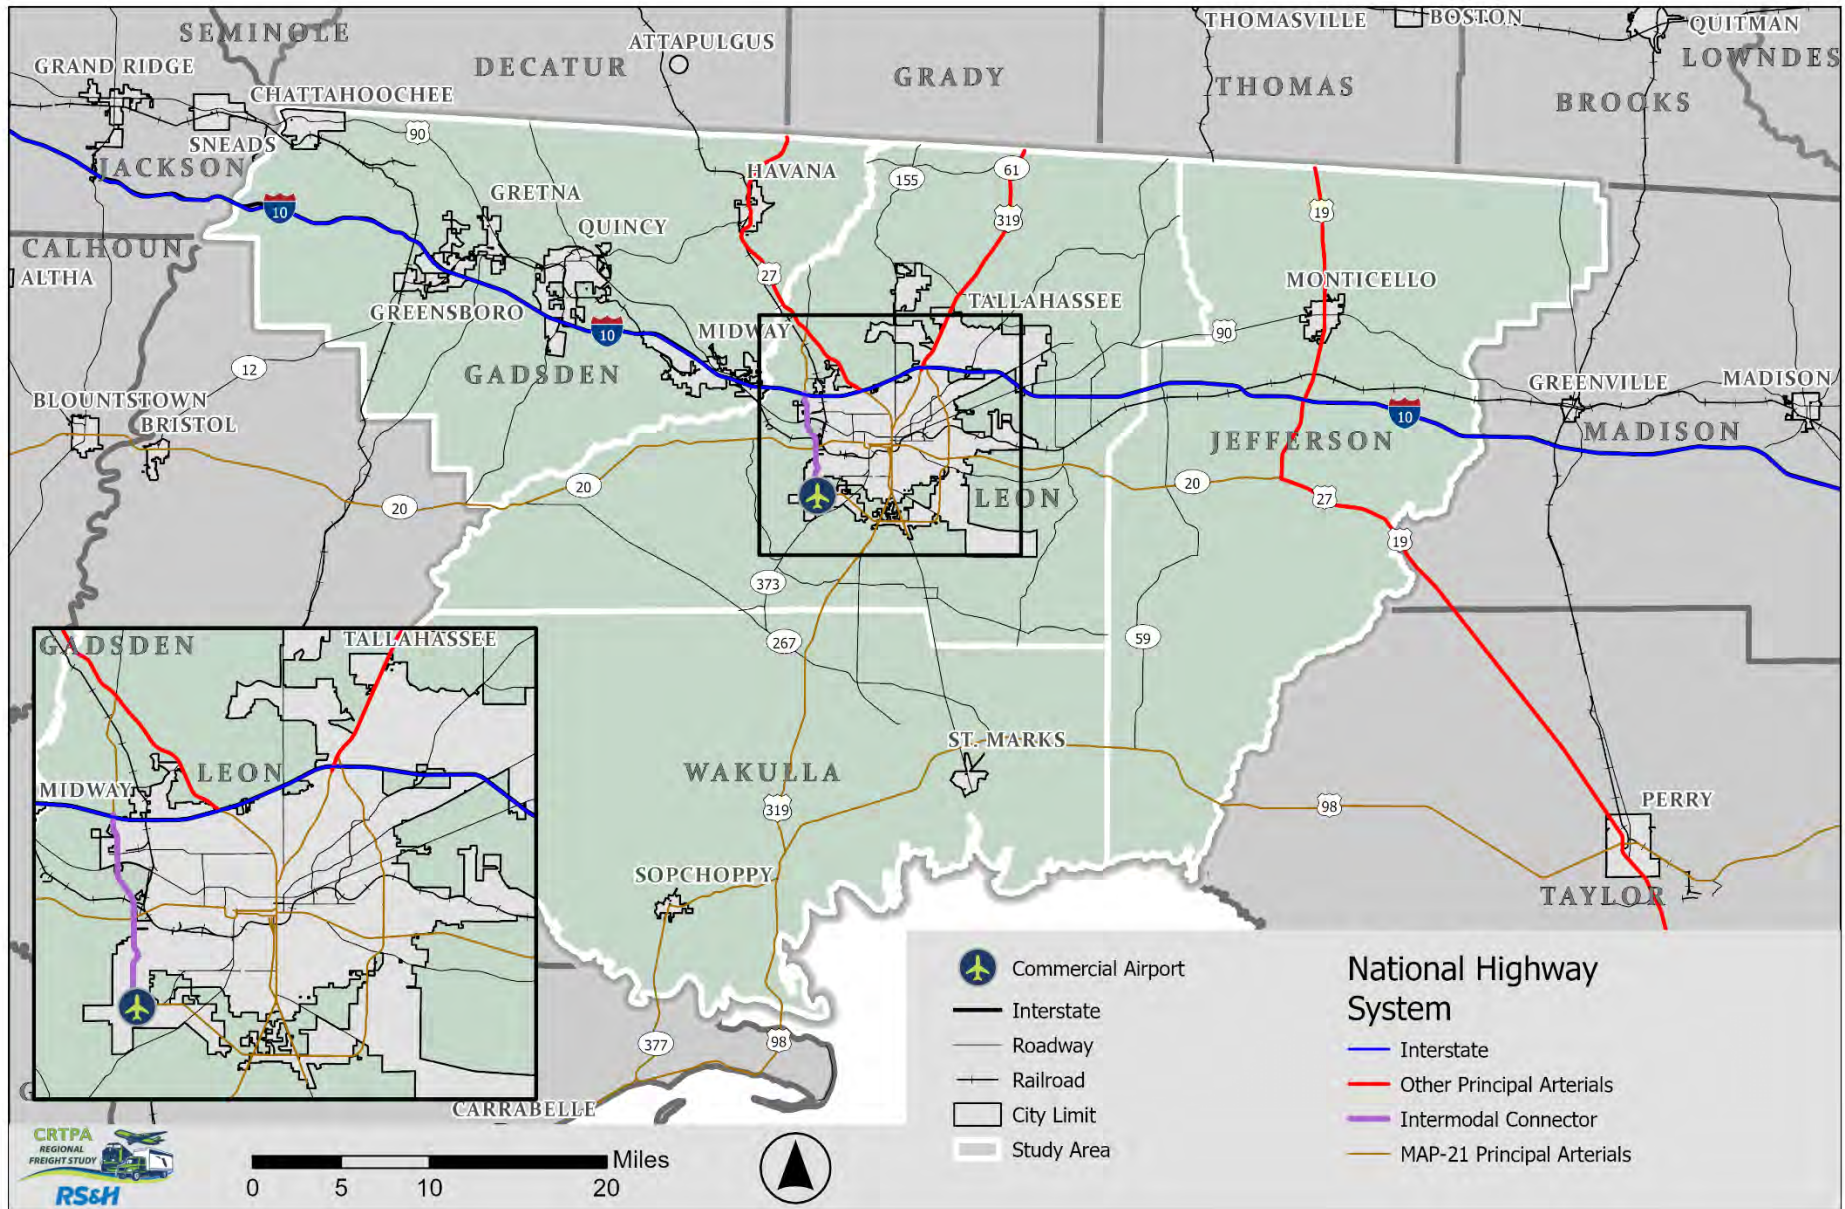 SEMINOLE
ATTAPULGUS
THOMASVILLE
BOSTON
QUITMAN
GRAND RIDGE
DECATUR
GRADY
THOMAS
LOWNDES
CHATTAHOOCHEE
BROOKS
90
SNEADS
JACKSON
HAVANA
155
61
GRETNA
10
QUINCY
319
19
CALHOUN
ALTHA
27
MONTICELLO
GREENSBORO
TALLAHASSEE
10
MIDWAY
90
12
GADSDEN
GREENVILLE
MADISON
BLOUNTSTOWN
BRISTOL
10
JEFFERSON
MADISON
20
20
LEON
20
27
19
373
267
59
GADSDEN
TALLAHASSEE
ST. MARKS
LEON
WAKULLA
MIDWAY
319
98
PERRY
SOPCHOPPY
TAYLOR
377
98
CARRABELLE
G
Commercial Airport
Interstate
Roadway
Railroad
City Limit
Study Area
National Highway
System
Interstate
Other Principal Arterials
Intermodal Connector
MAP-21 Principal Arterials
CRTPA
REGIONAL
FREIGHT STUDY
RS&H
Miles
0 5 10 20